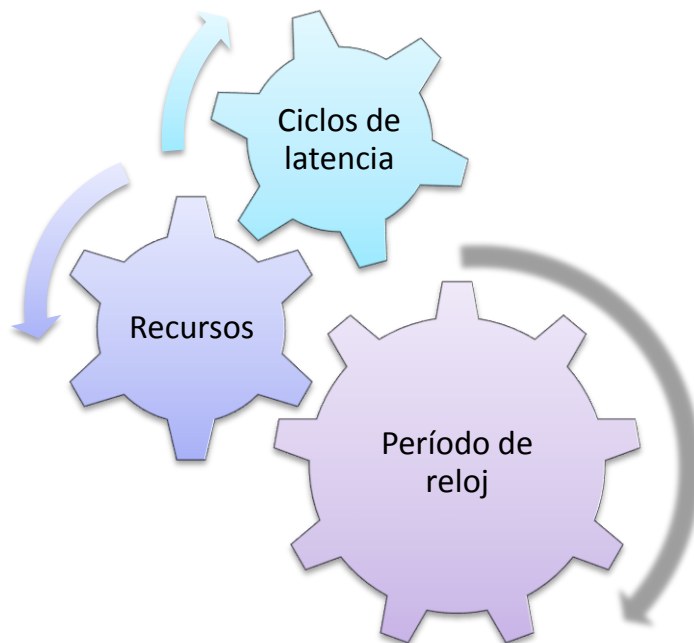 Ciclos de
latencia
Recursos
Período de
reloj